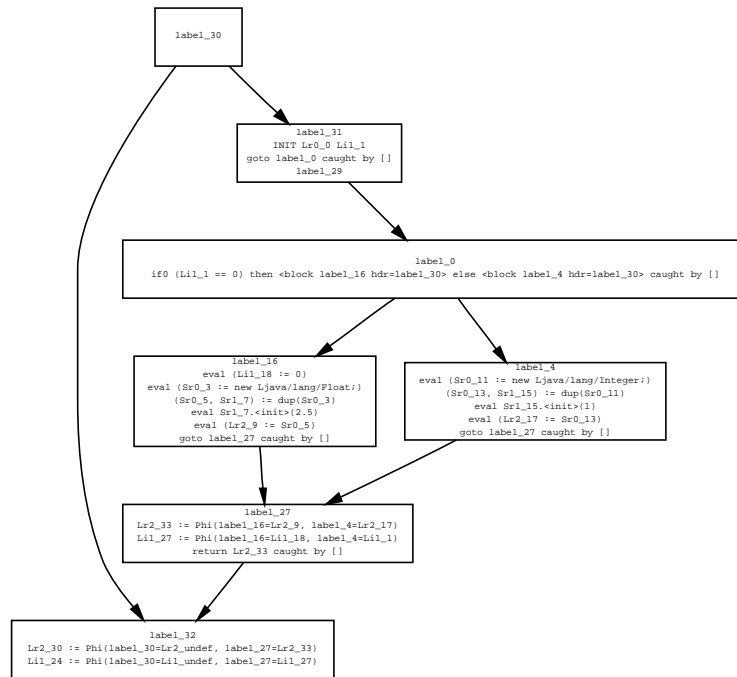 label_30
label_31
INIT Lr0_0 Li1_1
goto label_0 caught by []
label_29
label_0
if0 (Li1_1 == 0) then <block label_16 hdr=label_30> else <block label_4 hdr=label_30> caught by []
label_16
eval (Li1_18 := 0)
eval (Sr0_3 := new Ljava/lang/Float;)
(Sr0_5, Sr1_7) := dup(Sr0_3)
eval Sr1_7.<init>(2.5)
eval (Lr2_9 := Sr0_5)
goto label_27 caught by []
label_4
eval (Sr0_11 := new Ljava/lang/Integer;)
(Sr0_13, Sr1_15) := dup(Sr0_11)
eval Sr1_15.<init>(1)
eval (Lr2_17 := Sr0_13)
goto label_27 caught by []
label_27
Lr2_33 := Phi(label_16=Lr2_9, label_4=Lr2_17)
Li1_27 := Phi(label_16=Li1_18, label_4=Li1_1)
return Lr2_33 caught by []
label_32
Lr2_30 := Phi(label_30=Lr2_undef, label_27=Lr2_33)
Li1_24 := Phi(label_30=Li1_undef, label_27=Li1_27)